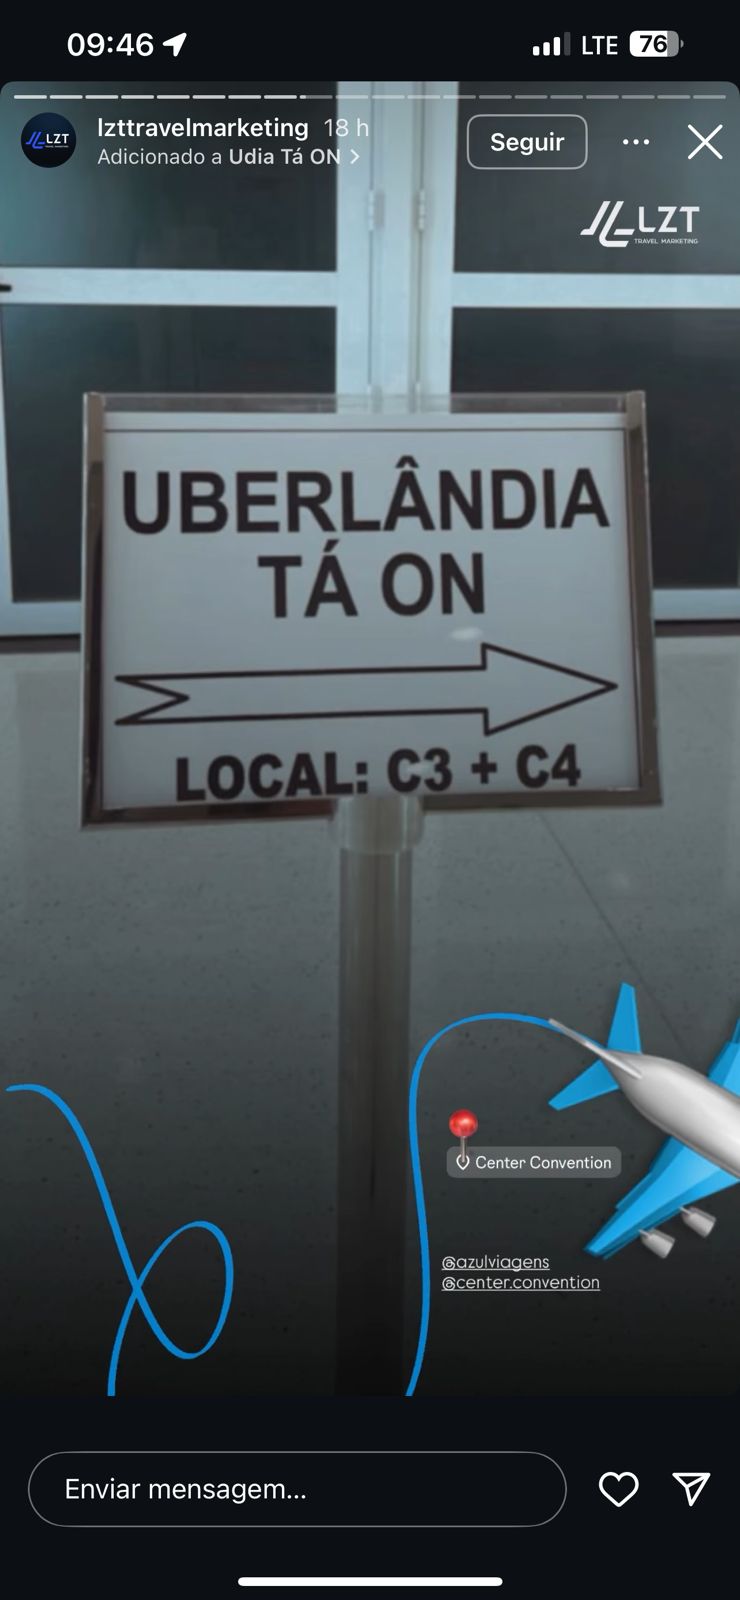 09:46
LTE
76
LZT
lzttravelmarketing 18 h
Adicionado a Udia Tá ON >
Seguir
LZT
TRAVEL MARKETING
UBERLÂNDIA
TÁ ON
LOCAL: C3 + C4
Center Convention
@azulviagens
@center.convention
Enviar mensagem...